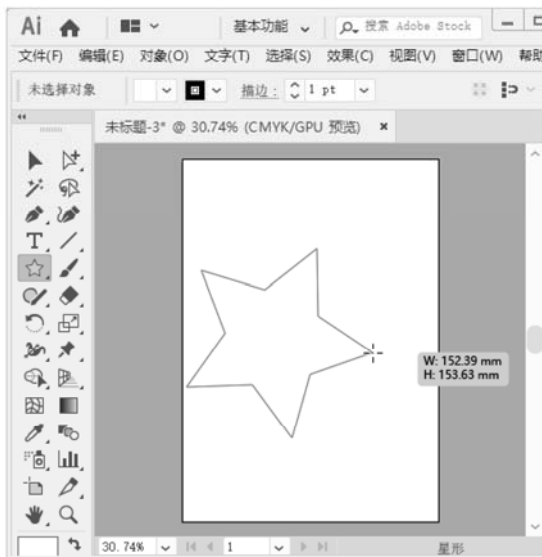 Ai 基本功能 搜索 Adobe Stock
文件(F) 编辑(E) 对象(O) 文字(T) 选择(S) 效果(C) 视图(V) 窗口(W) 帮助
未选择对象 描边: 1 pt
未标题-3* @ 30.74% (CMYK/GPU 预览) ×
W: 152.39 mm
H: 153.63 mm
30.74% 1 星形